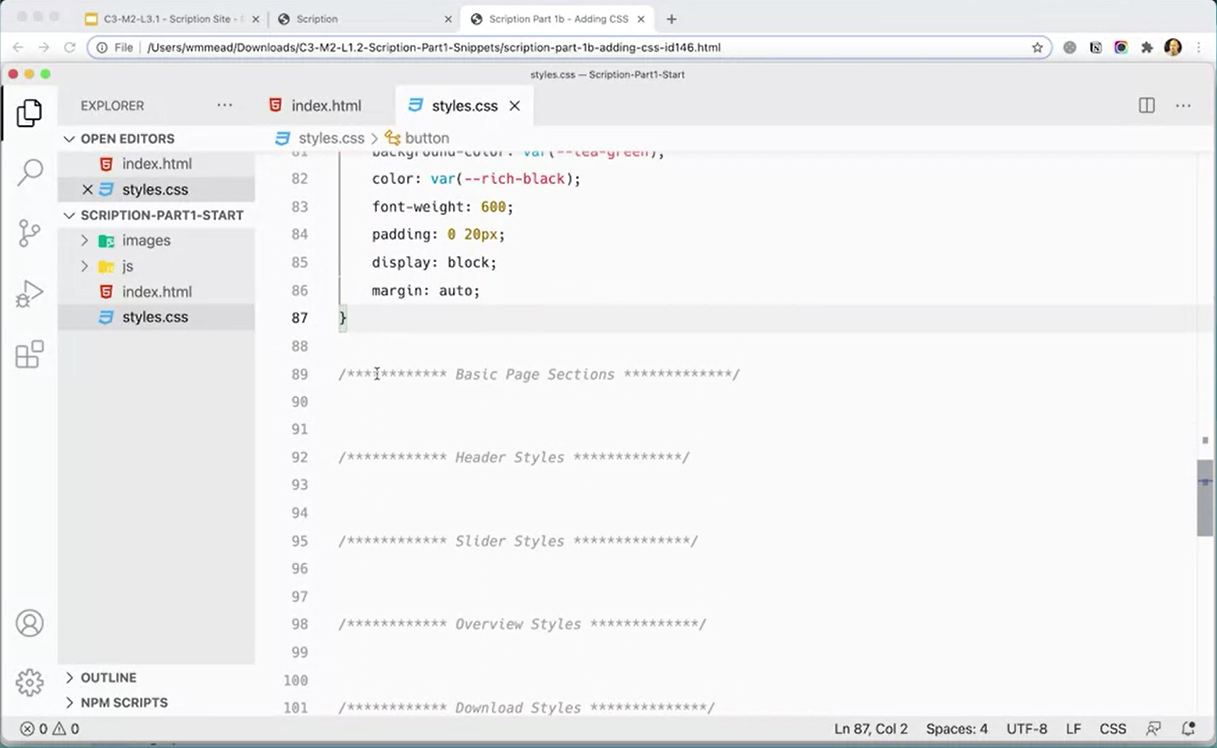 C3-M2-L3.1 - Scription Site -
Scription
Scription Part 1b - Adding CSS
File | /Users/wmmead/Downloads/C3-M2-L1.2-Scription-Part1-Snippets/scription-part-1b-adding-css-id146.html
styles.css — Scription-Part1-Start
EXPLORER
index.html
styles.css
OPEN EDITORS
styles.css > button
index.html
styles.css
SCRIPTION-PART1-START
images
js
index.html
styles.css
81 background-color: var(--tea-green);
82 color: var(--rich-black);
83 font-weight: 600;
84 padding: 0 20px;
85 display: block;
86 margin: auto;
87 }
88
89 /************ Basic Page Sections *************/
90
91
92 /************ Header Styles *************/
93
94
95 /************ Slider Styles **************/
96
97
98 /************ Overview Styles *************/
99
100
101 /************ Download Styles **************/
OUTLINE
NPM SCRIPTS
0 0
Ln 87, Col 2 Spaces: 4 UTF-8 LF CSS